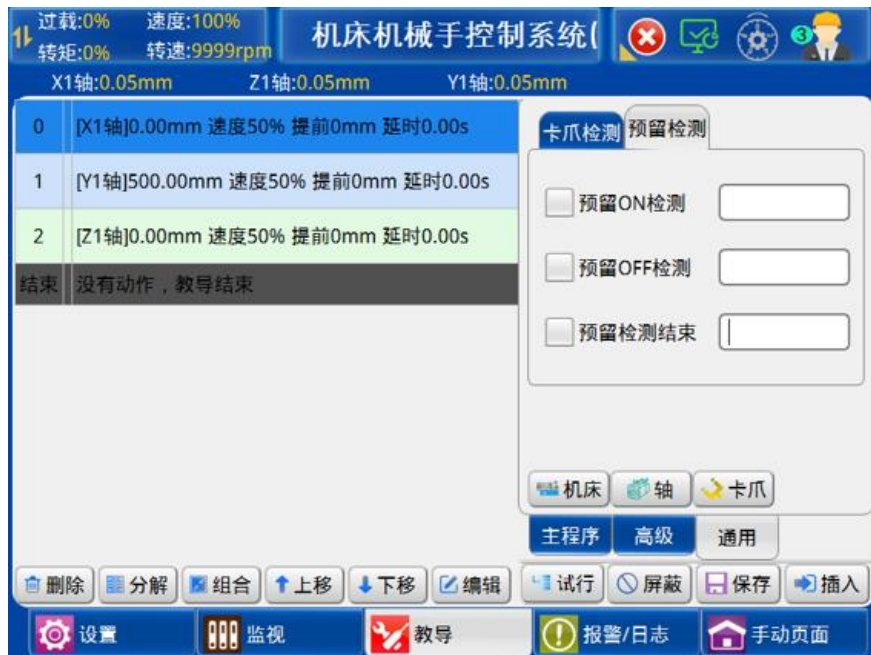 过载:0% 速度:100%
转矩:0% 转速:9999rpm
机床机械手控制系统(
3
X1轴:0.05mm Z1轴:0.05mm Y1轴:0.05mm
0 [X1轴]0.00mm 速度50% 提前0mm 延时0.00s
1 [Y1轴]500.00mm 速度50% 提前0mm 延时0.00s
2 [Z1轴]0.00mm 速度50% 提前0mm 延时0.00s
结束 没有动作，教导结束
卡爪检测 预留检测
预留ON检测
预留OFF检测
预留检测结束
机床 轴 卡爪
主程序 高级 通用
删除 分解 组合 上移 下移 编辑 试行 屏蔽 保存 插入
设置 监视 教导 报警/日志 手动页面